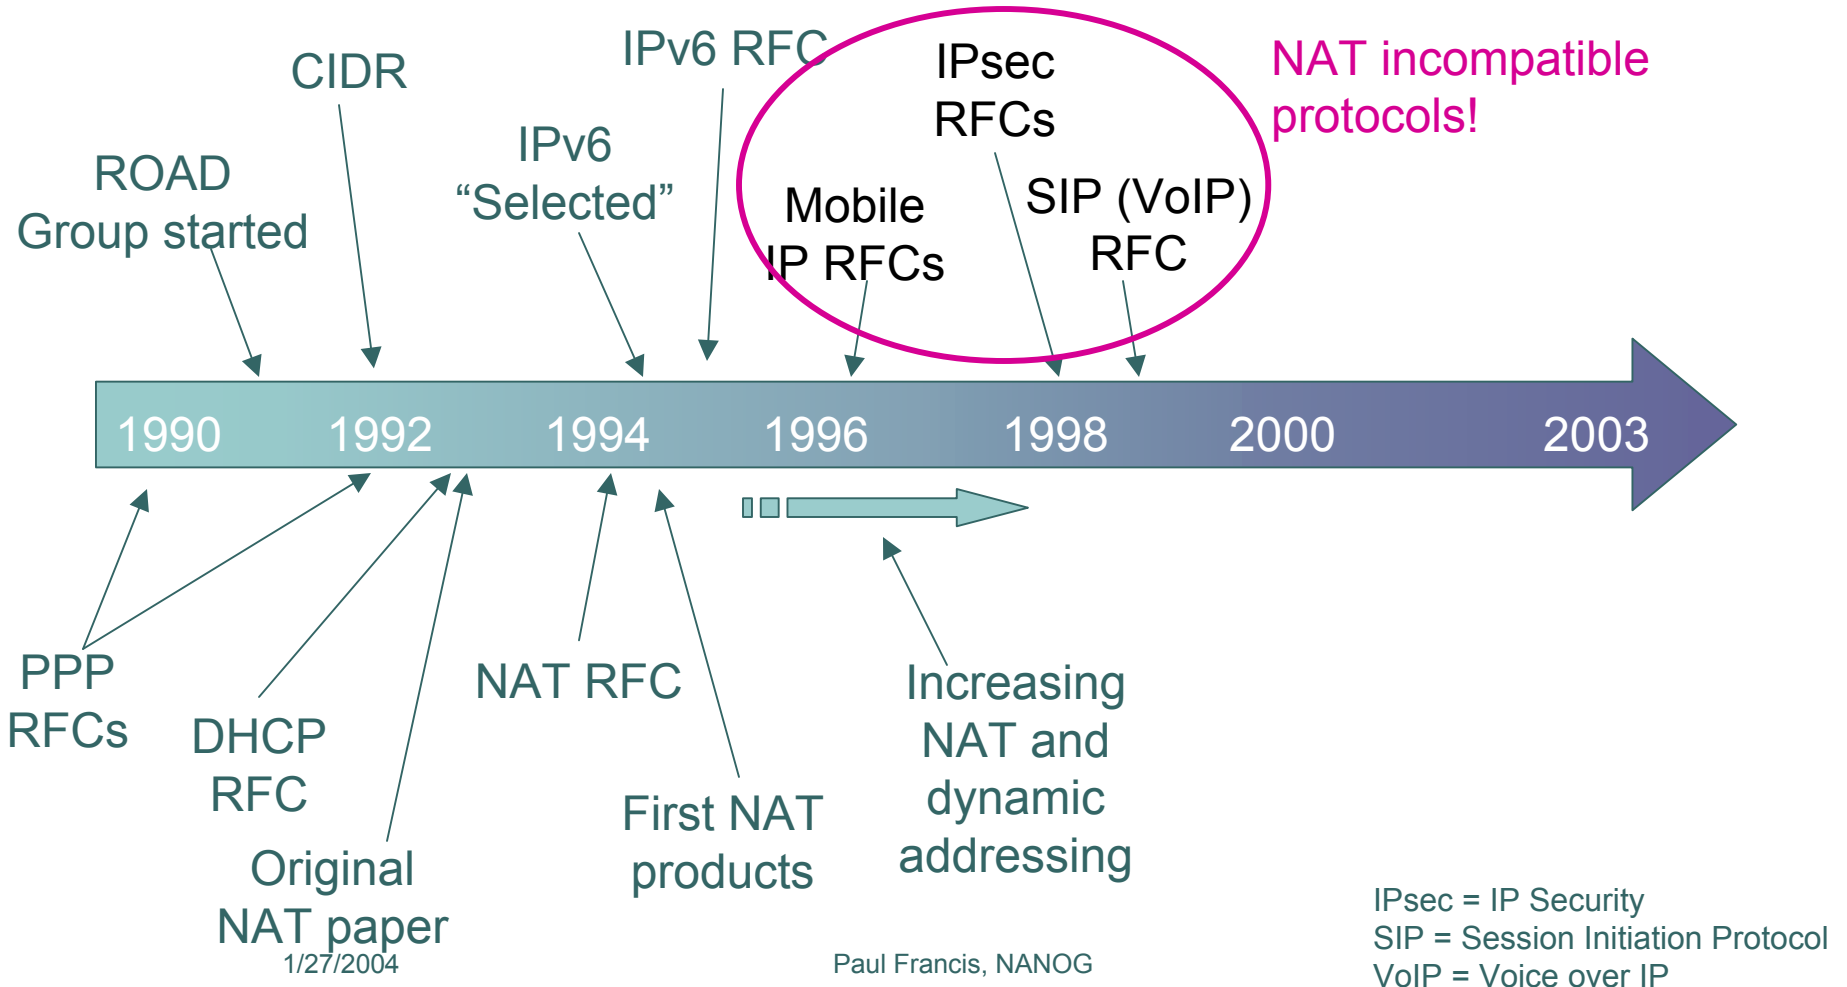 CIDR
IPv6 RFC
IPsec
RFCs
NAT incompatible
protocols!
ROAD
Group started
IPv6
“Selected”
Mobile
IP RFCs
SIP (VoIP)
RFC
1990
1992
1994
1996
1998
2000
2003
PPP
RFCs
DHCP
RFC
Original
NAT paper
NAT RFC
First NAT
products
Increasing
NAT and
dynamic
addressing
IPsec = IP Security
SIP = Session Initiation Protocol
VoIP = Voice over IP
1/27/2004
Paul Francis, NANOG